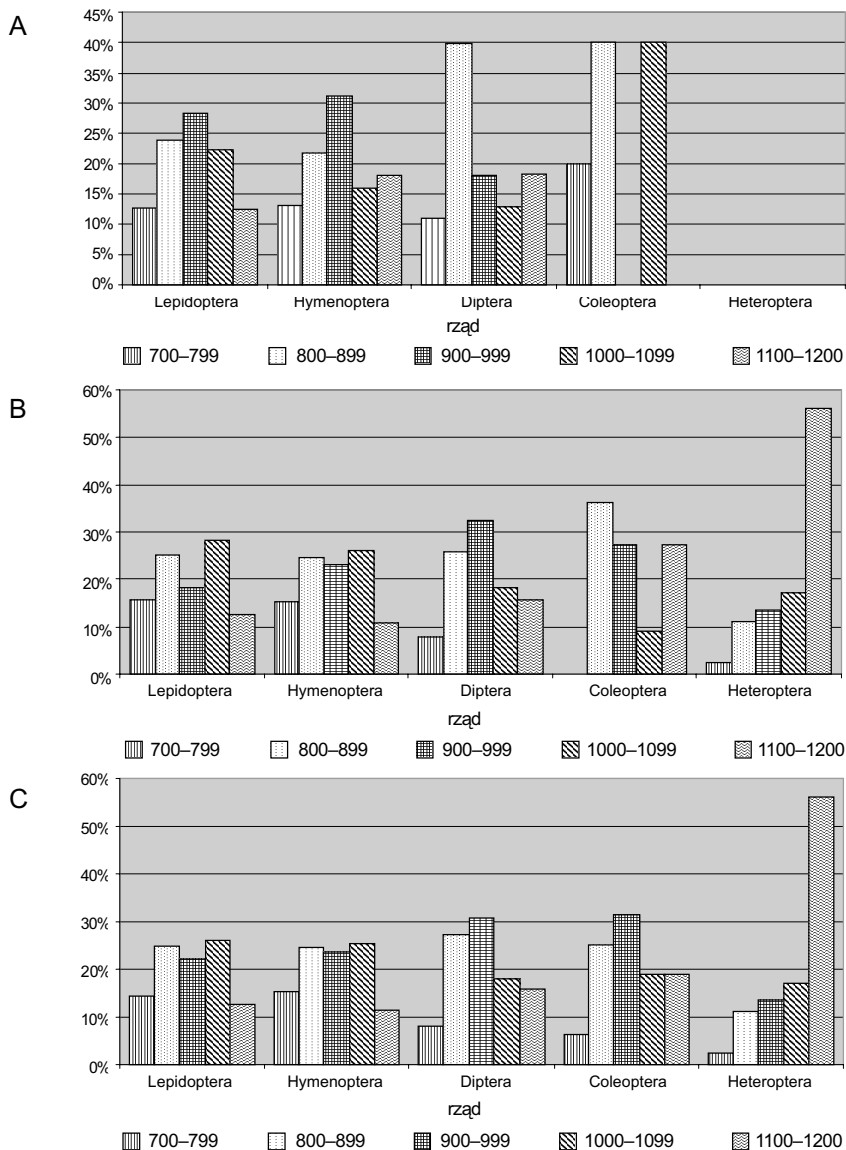 A
45%
40%
35%
30%
25%
20%
15%
10%
5%
0%
Lepidoptera Hymenoptera Diptera Coleoptera Heteroptera
rząd
700–799 800–899 900–999 1000–1099 1100–1200
B
60%
50%
40%
30%
20%
10%
0%
Lepidoptera Hymenoptera Diptera Coleoptera Heteroptera
rząd
700–799 800–899 900–999 1000–1099 1100–1200
C
60%
50%
40%
30%
20%
10%
0%
Lepidoptera Hymenoptera Diptera Coleoptera Heteroptera
rząd
700–799 800–899 900–999 1000–1099 1100–1200